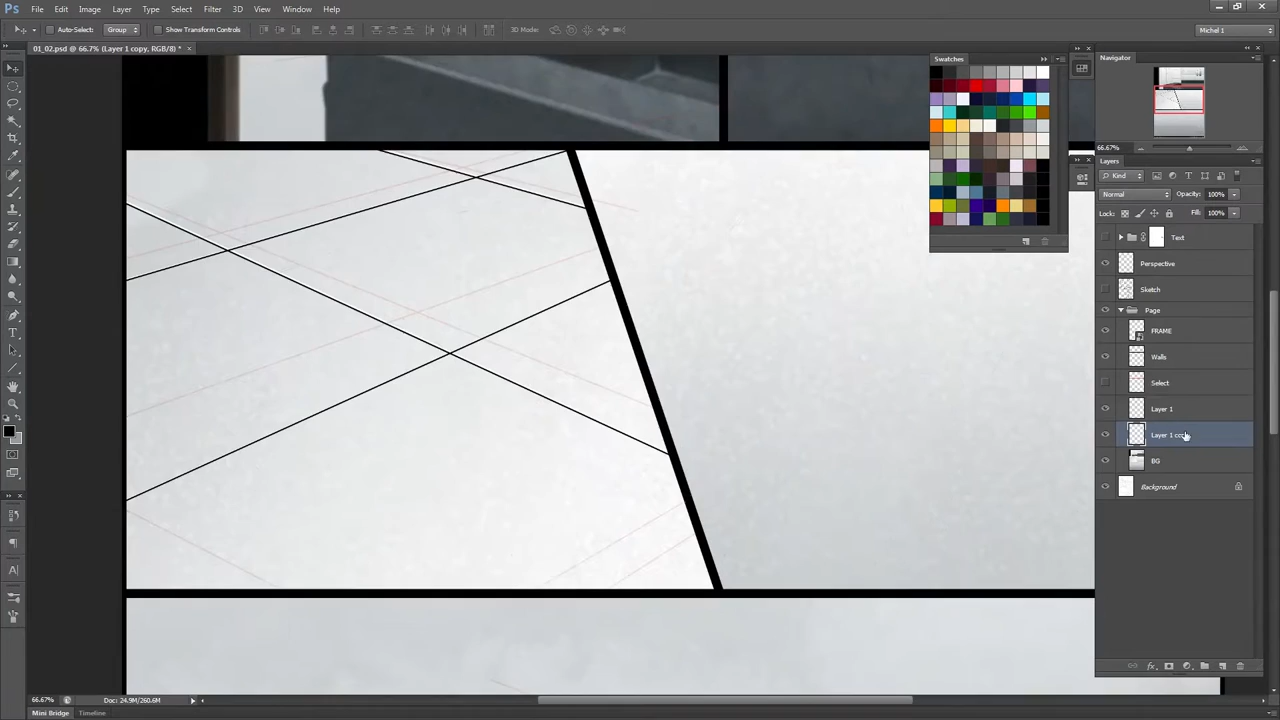 Ps File Edit Image Layer Type Select Filter 3D View Window Help
Auto-Select: Group Show Transform Controls 3D Mode: Michel 1
01_02.psd @ 66.7% (Layer 1 copy, RGB/8) *
Swatches
Navigator
66.67%
Layers
Kind
Normal Opacity: 100%
Lock: Fill: 100%
Text
Perspective
Sketch
Page
FRAME
Walls
Select
Layer 1
Layer 1
BG
Background
66.67% Doc: 24.9M/260.6M
Mini Bridge Timeline